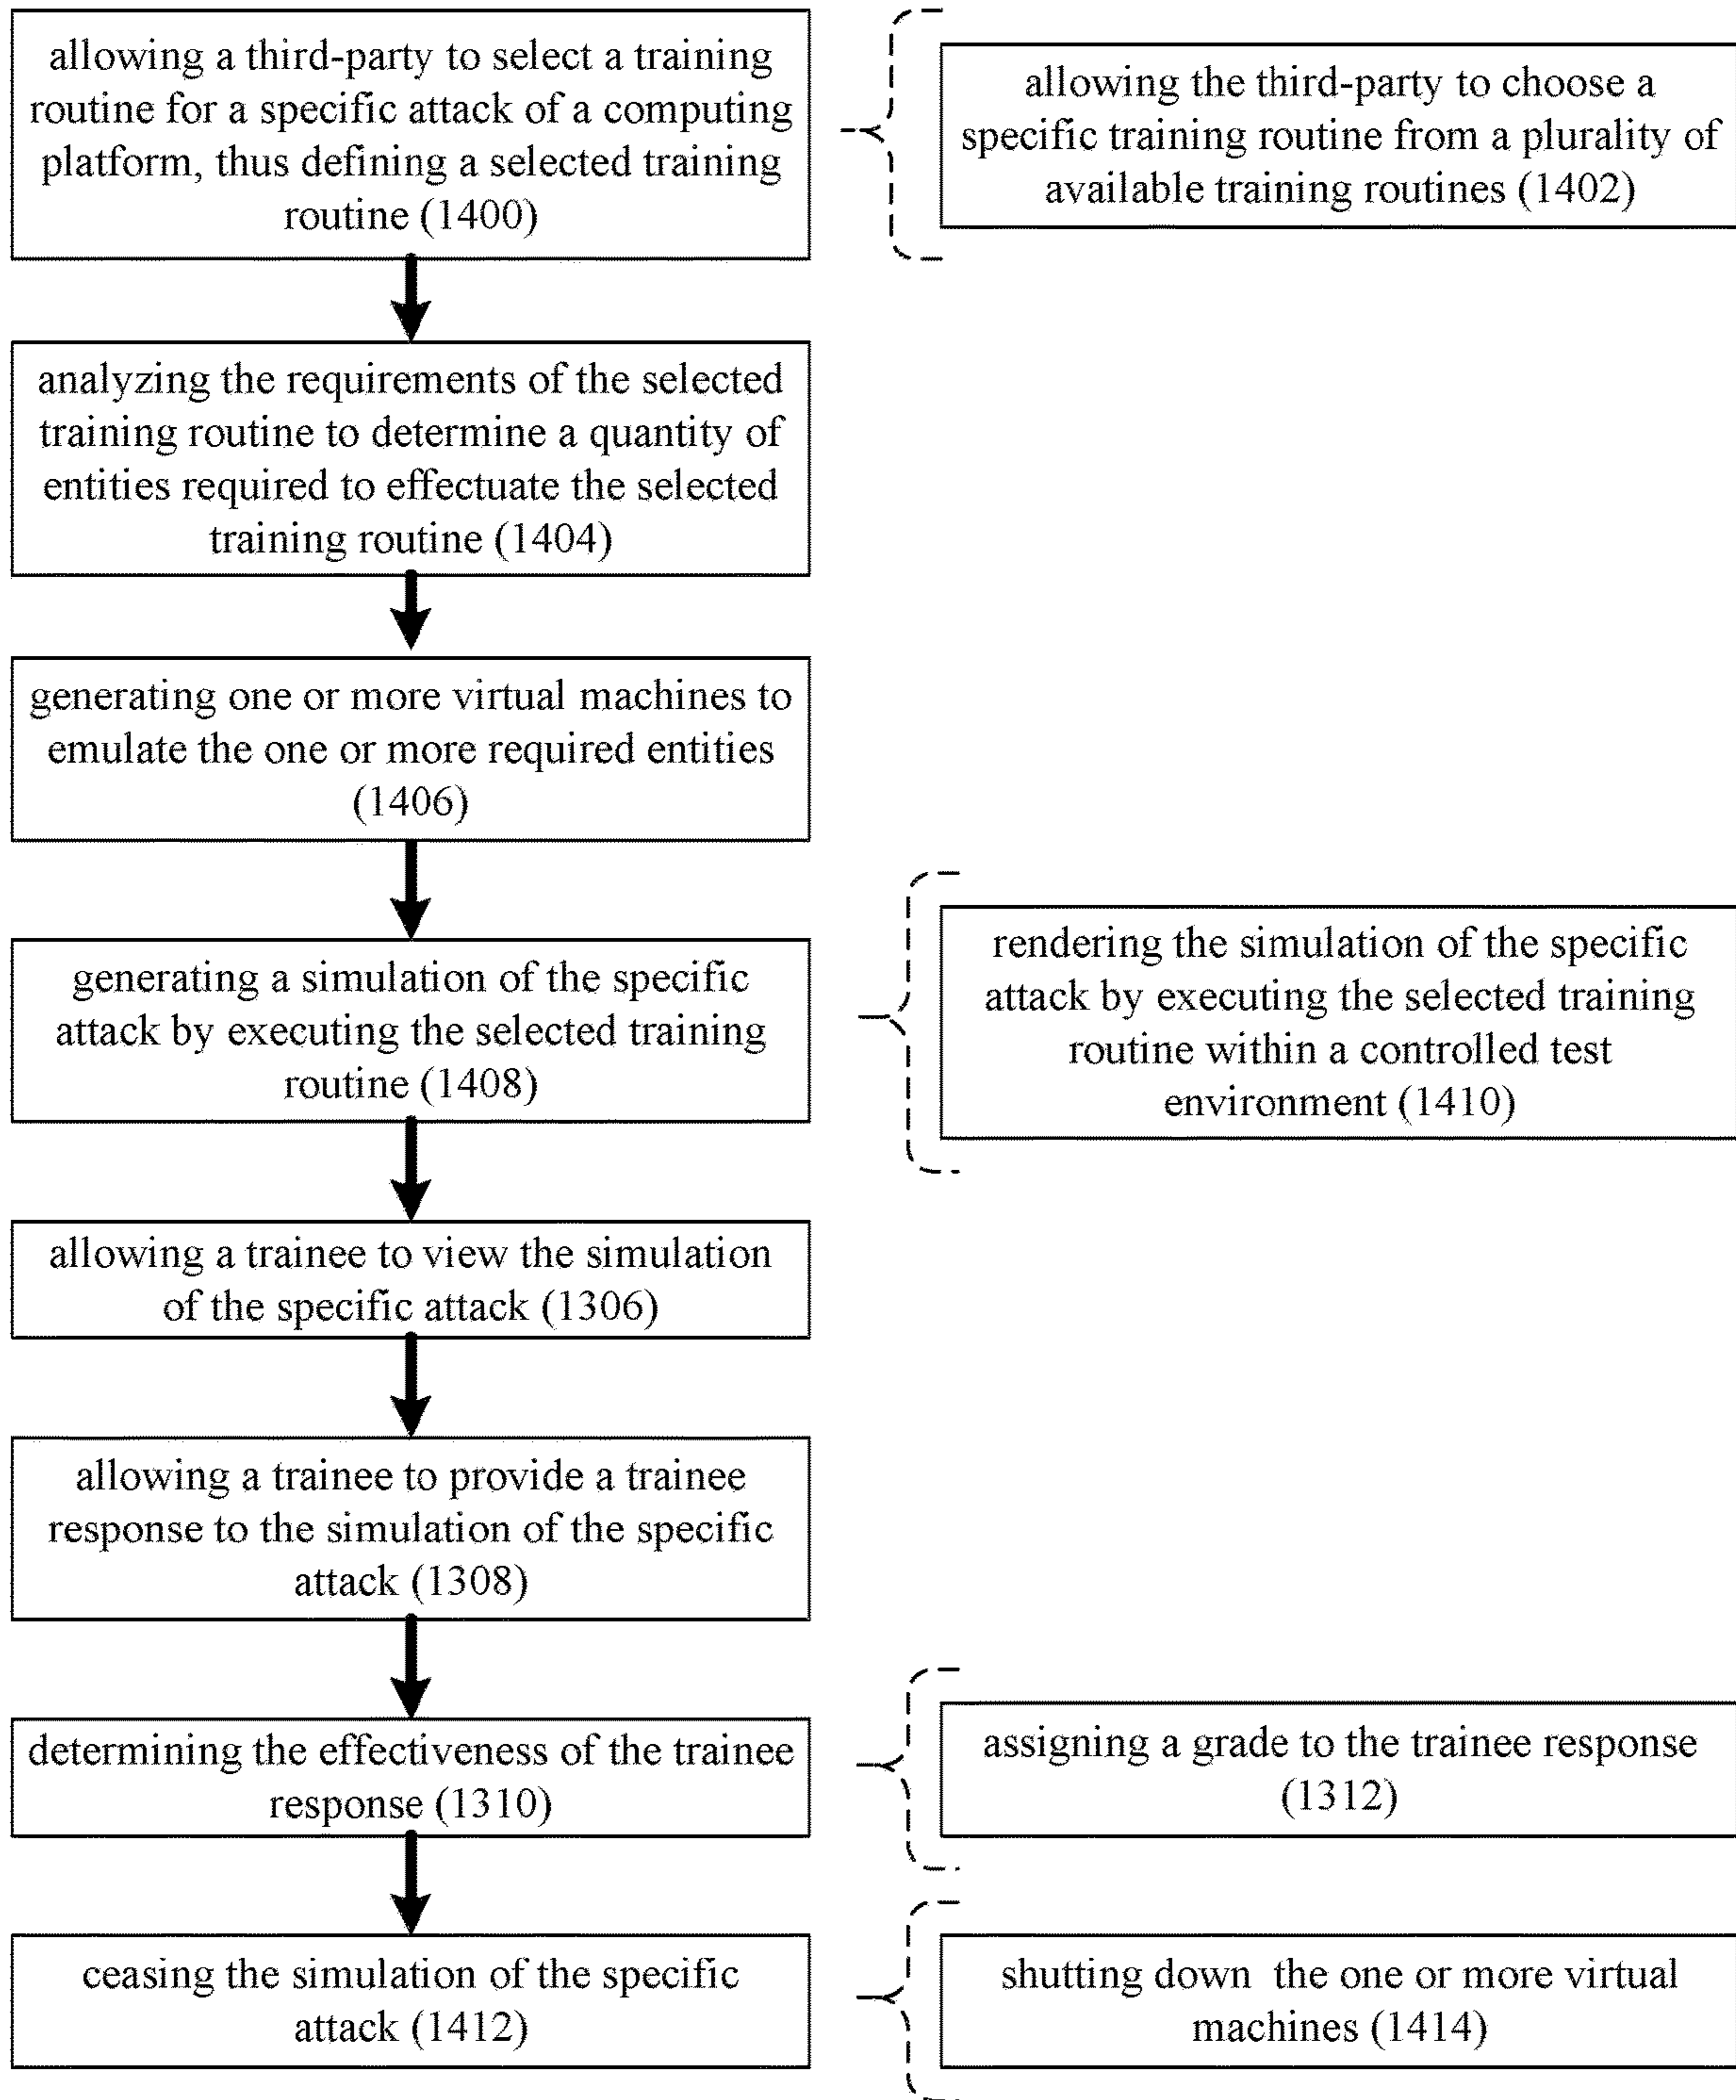 allowing a third-party to select a training
routine for a specific attack of a computing
platform, thus defining a selected training
routine (1400)
allowing the third-party to choose a
specific training routine from a plurality of
available training routines (1402)
analyzing the requirements of the selected
training routine to determine a quantity of
entities required to effectuate the selected
training routine (1404)
generating one or more virtual machines to
emulate the one or more required entities
(1406)
generating a simulation of the specific
attack by executing the selected training
routine (1408)
rendering the simulation of the specific
attack by executing the selected training
routine within a controlled test
environment (1410)
allowing a trainee to view the simulation
of the specific attack (1306)
allowing a trainee to provide a trainee
response to the simulation of the specific
attack (1308)
determining the effectiveness of the trainee
response (1310)
assigning a grade to the trainee response
(1312)
ceasing the simulation of the specific
attack (1412)
shutting down the one or more virtual
machines (1414)